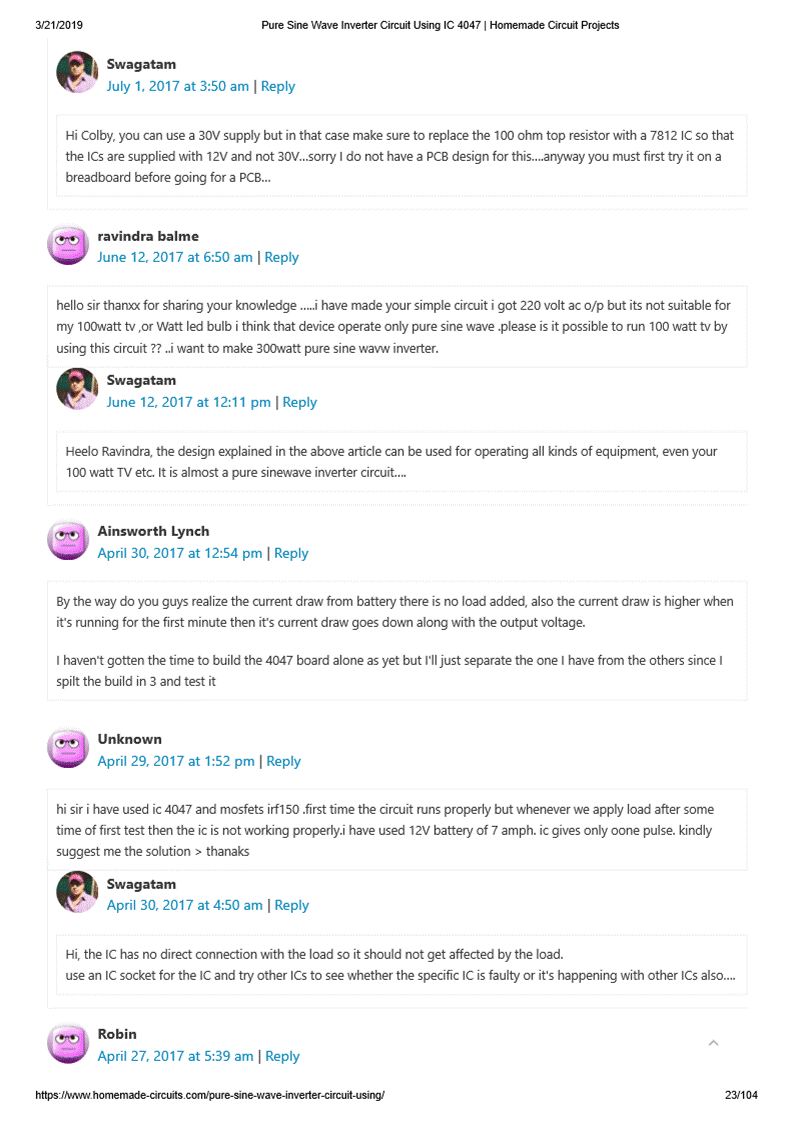 3/21/2019 Pure Sine Wave Inverter Circuit Using IC 4047 | Homemade Circuit Projects
Swagatam
July 1, 2017 at 3:50 am | Reply
Hi Colby, you can use a 30V supply but in that case make sure to replace the 100 ohm top resistor with a 7812 IC so that
the ICs are supplied with 12V and not 30V...sorry I do not have a PCB design for this....anyway you must first try it on a
breadboard before going for a PCB...
ravindra balme
June 12, 2017 at 6:50 am | Reply
hello sir thanxx for sharing your knowledge .....i have made your simple circuit i got 220 volt ac o/p but its not suitable for
my 100watt tv ,or Watt led bulb i think that device operate only pure sine wave .please is it possible to run 100 watt tv by
using this circuit ?? ..i want to make 300watt pure sine wavw inverter.
Swagatam
June 12, 2017 at 12:11 pm | Reply
Heelo Ravindra, the design explained in the above article can be used for operating all kinds of equipment, even your
100 watt TV etc. It is almost a pure sinewave inverter circuit....
Ainsworth Lynch
April 30, 2017 at 12:54 pm | Reply
By the way do you guys realize the current draw from battery there is no load added, also the current draw is higher when
it's running for the first minute then it's current draw goes down along with the output voltage.
I haven't gotten the time to build the 4047 board alone as yet but I'll just separate the one I have from the others since I
spilt the build in 3 and test it
Unknown
April 29, 2017 at 1:52 pm | Reply
hi sir i have used ic 4047 and mosfets irf150 .first time the circuit runs properly but whenever we apply load after some
time of first test then the ic is not working properly.i have used 12V battery of 7 amph. ic gives only oone pulse. kindly
suggest me the solution > thanaks
Swagatam
April 30, 2017 at 4:50 am | Reply
Hi, the IC has no direct connection with the load so it should not get affected by the load.
use an IC socket for the IC and try other ICs to see whether the specific IC is faulty or it's happening with other ICs also....
Robin
April 27, 2017 at 5:39 am | Reply
https://www.homemade-circuits.com/pure-sine-wave-inverter-circuit-using/ 23/104